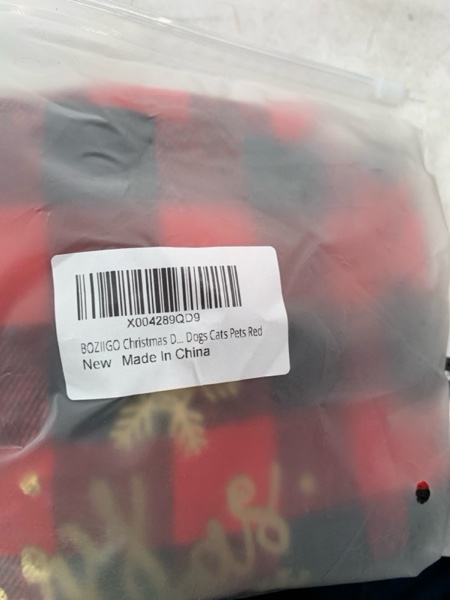 X004289QD9
BOZIIGO Christmas D... Dogs Cats Pets Red
New Made In China